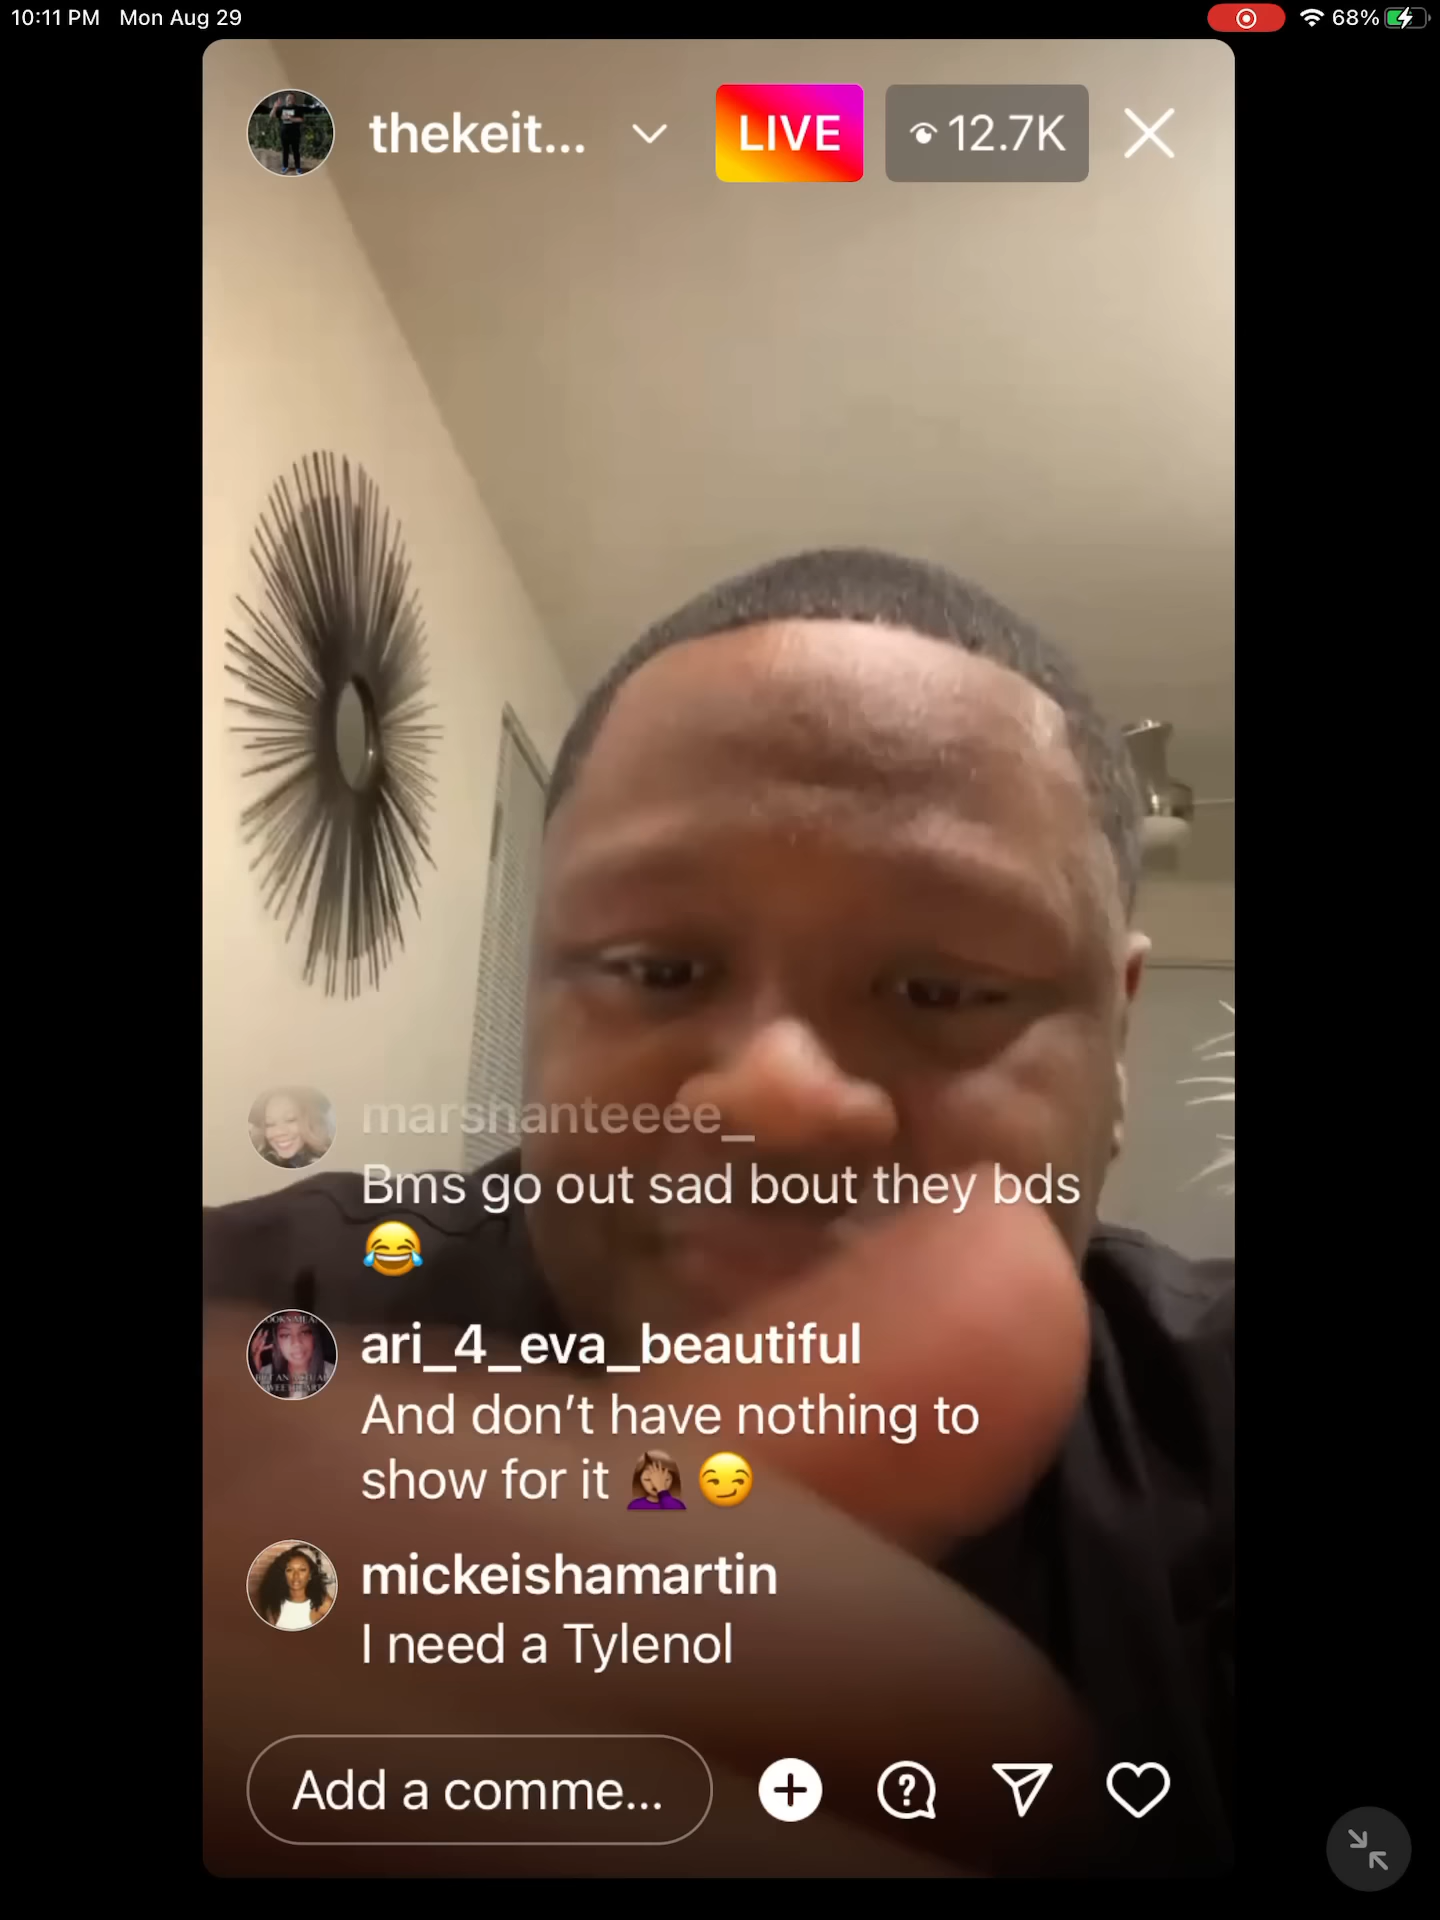 10:11 PM Mon Aug 29
68%
thekeit...
LIVE
12.7K
marshanteeee_
Bms go out sad bout they bds
😂
ari_4_eva_beautiful
And don’t have nothing to
show for it 🤦🏽‍♀️😏
mickeishamartin
I need a Tylenol
Add a comme...